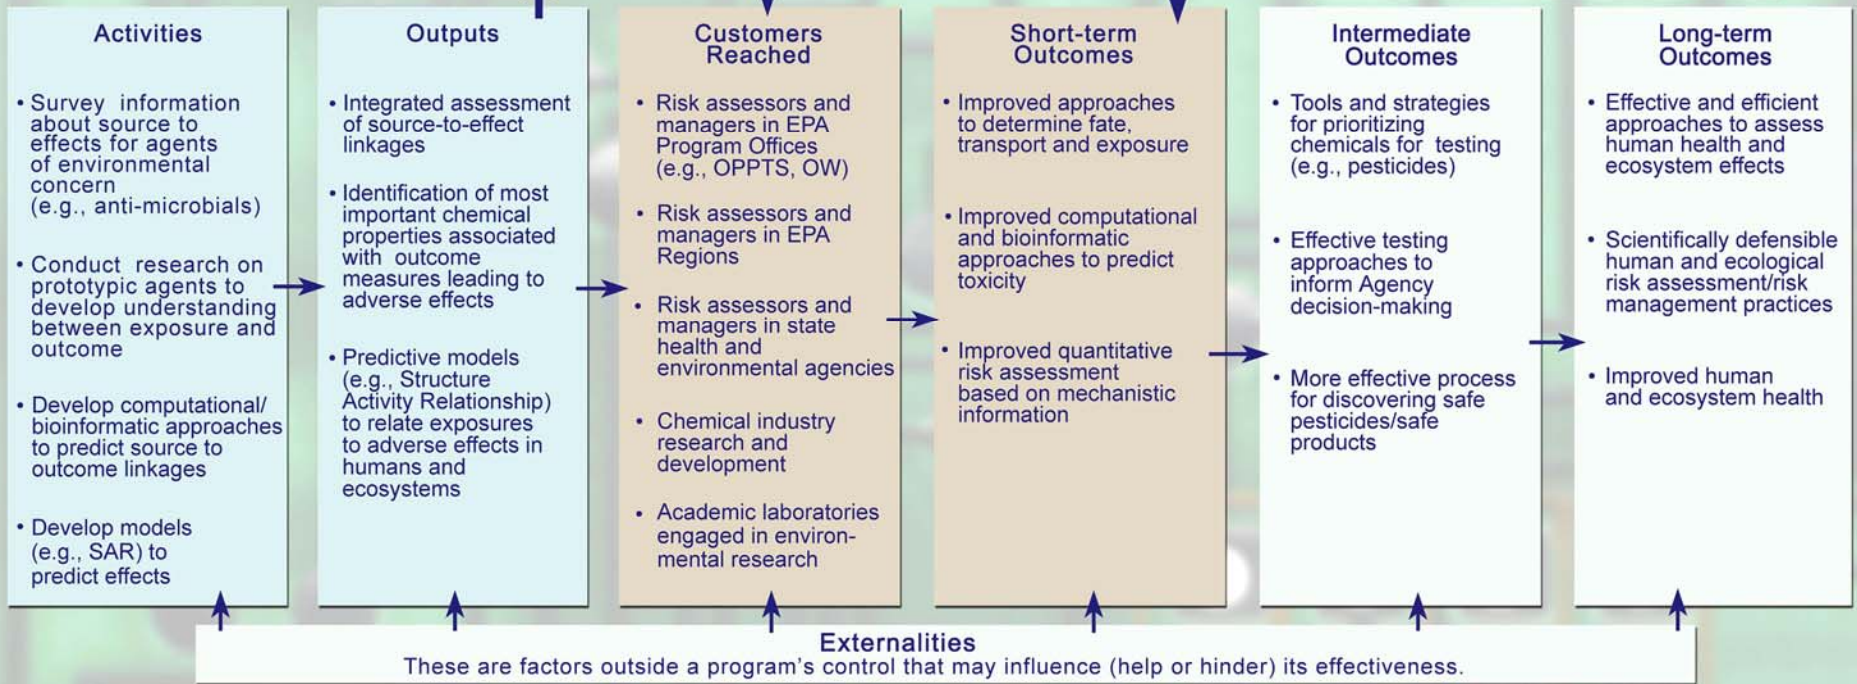 Activities
• Survey information
about source to
effects for agents
of environmental
concern
(e.g., anti-microbials)
• Conduct research on
prototypic agents to
develop understanding
between exposure and
outcome
• Develop computational/
bioinformatic approaches
to predict source to
outcome linkages
• Develop models
(e.g., SAR) to
predict effects
Outputs
• Integrated assessment
of source-to-effect
linkages
• Identification of most
important chemical
properties associated
with outcome
measures leading to
adverse effects
• Predictive models
(e.g., Structure
Activity Relationship)
to relate exposures
to adverse effects in
humans and
ecosystems
Customers
Reached
• Risk assessors and
managers in EPA
Program Offices
(e.g., OPPTS, OW)
• Risk assessors and
managers in EPA
Regions
• Risk assessors and
managers in state
health and
environmental agencies
• Chemical industry
research and
development
• Academic laboratories
engaged in environ-
mental research
Short-term
Outcomes
• Improved approaches
to determine fate,
transport and exposure
• Improved computational
and bioinformatic
approaches to predict
toxicity
• Improved quantitative
risk assessment
based on mechanistic
information
Intermediate
Outcomes
• Tools and strategies
for prioritizing
chemicals for testing
(e.g., pesticides)
• Effective testing
approaches to
inform Agency
decision-making
• More effective process
for discovering safe
pesticides/safe
products
Long-term
Outcomes
• Effective and efficient
approaches to assess
human health and
ecosystem effects
• Scientifically defensible
human and ecological
risk assessment/risk
management practices
• Improved human
and ecosystem health
Externalities
These are factors outside a program's control that may influence (help or hinder) its effectiveness.